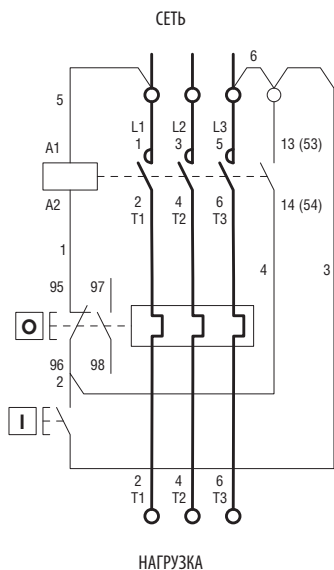 СЕТЬ
6
5
L1 L2 L3
1 3 5
13 (53)
A1
A2
2 4 6
T1 T2 T3
14 (54)
1
4
3
95 97
O
96 98
2
I
2 4 6
T1 T2 T3
НАГРУЗКА